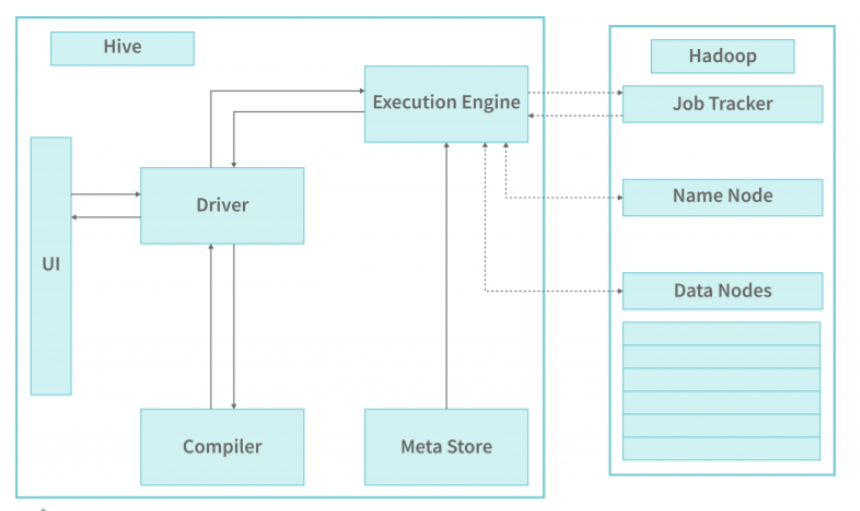 Hive
Hadoop
Execution Engine
Job Tracker
Name Node
Driver
UI
Data Nodes
Compiler
Meta Store